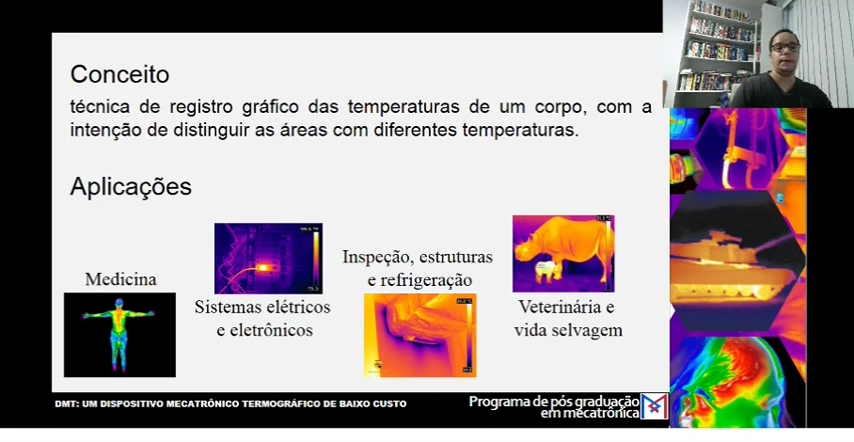 Conceito
técnica de registro gráfico das temperaturas de um corpo, com a
intenção de distinguir as áreas com diferentes temperaturas.
Aplicações
Medicina
Sistemas elétricos
e eletrônicos
Inspeção, estruturas
e refrigeração
Veterinária e
vida selvagem
DMT: UM DISPOSITIVO MECATRÔNICO TERMOGRÁFICO DE BAIXO CUSTO
Programa de pós graduação
em mecatrônica